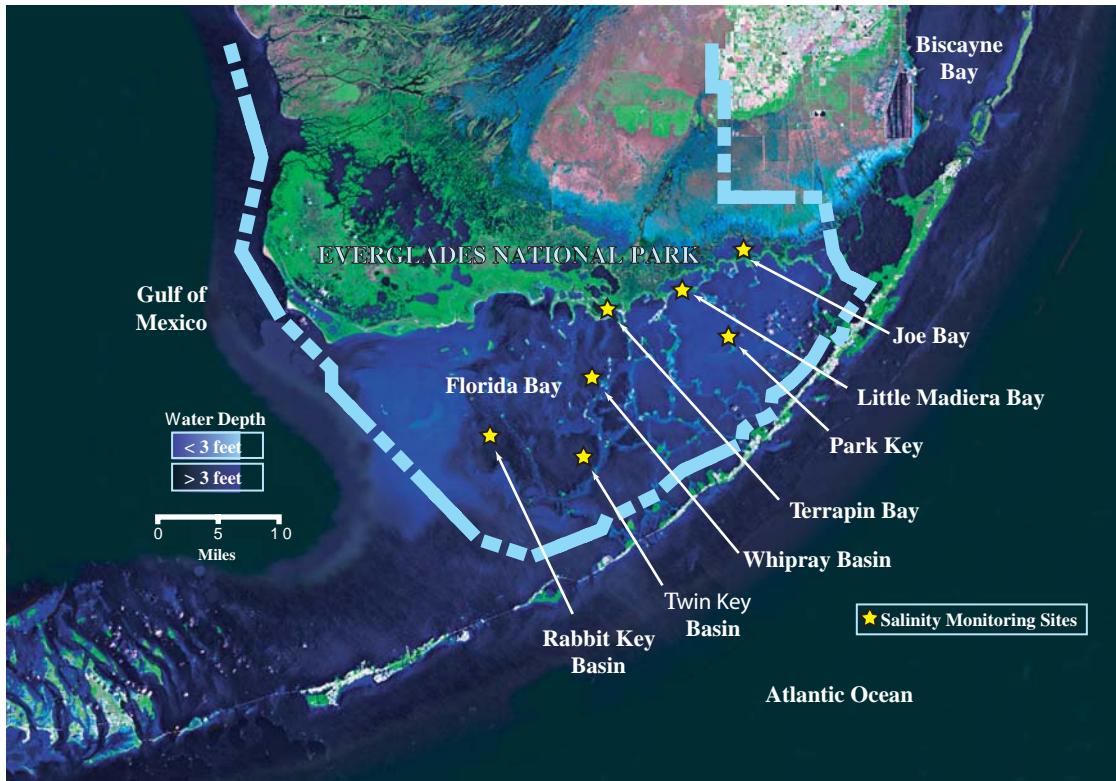 Biscayne
Bay
EVERGLADES NATIONAL PARK
Gulf of
Mexico
Joe Bay
Florida Bay
Little Madiera Bay
Water Depth
< 3 feet
> 3 feet
Park Key
Terrapin Bay
0 5 10
Miles
Whipray Basin
Twin Key
Basin
Rabbit Key
Basin
Salinity Monitoring Sites
Atlantic Ocean